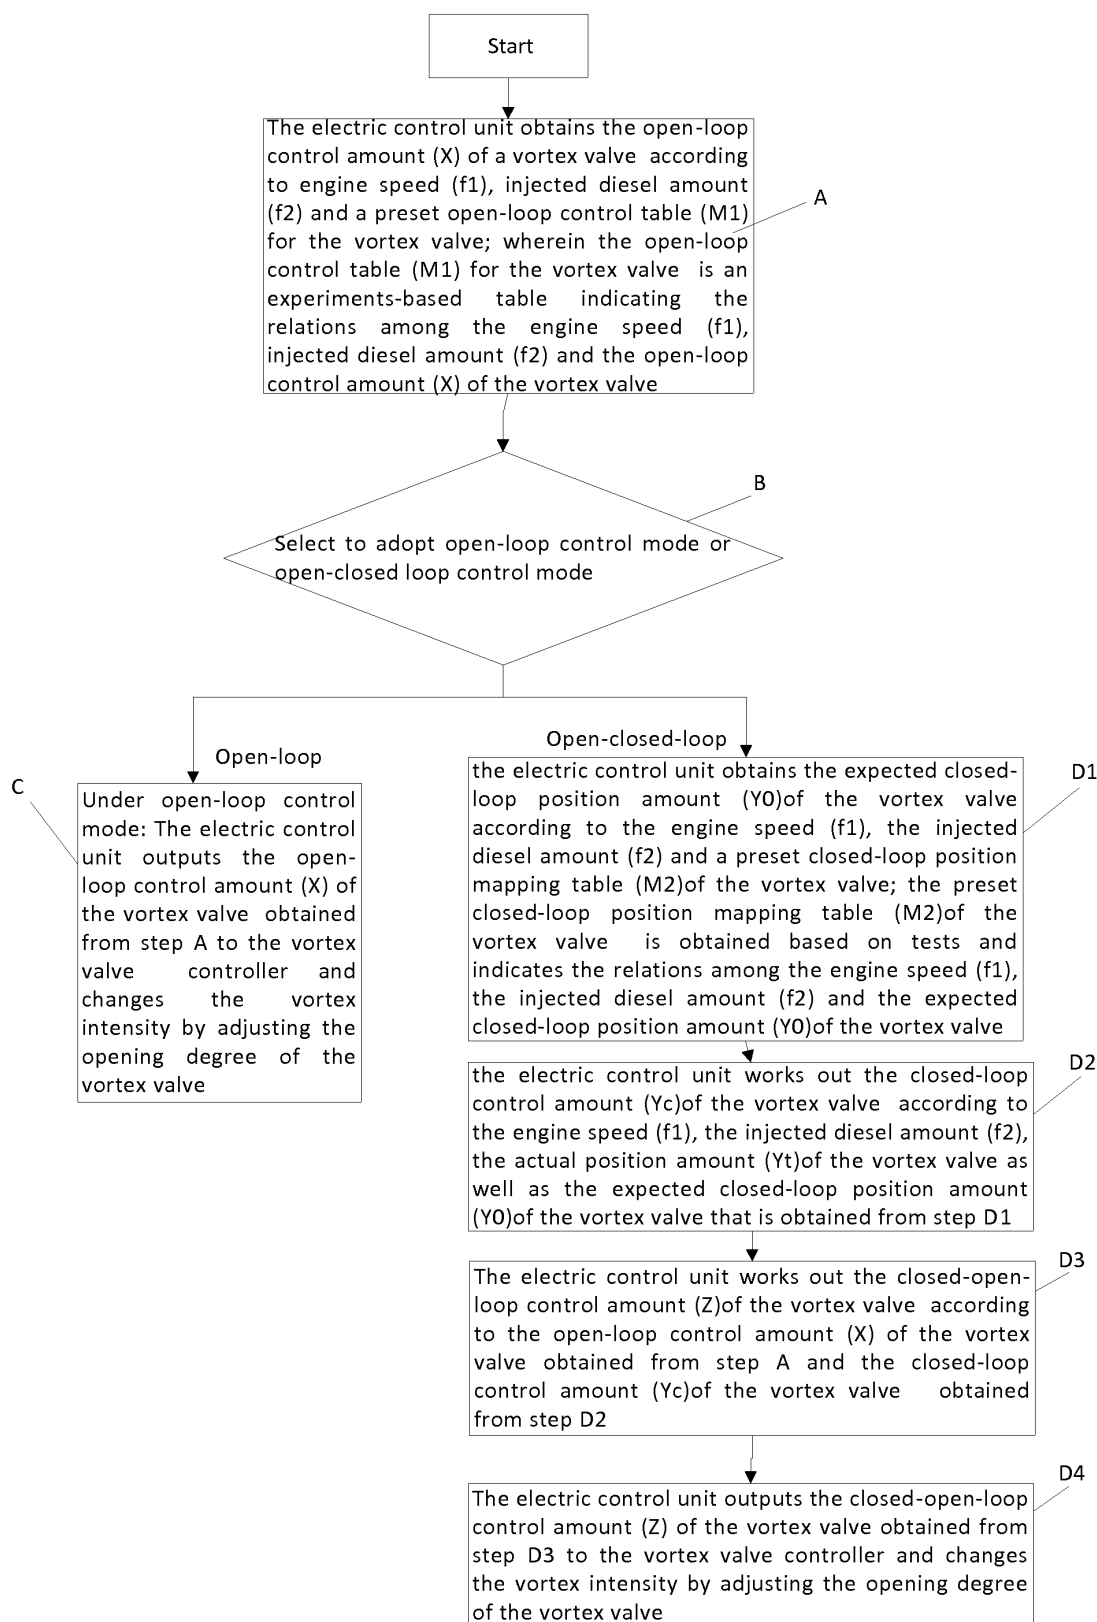 Start
The electric control unit obtains the open-loop
control amount (X) of a vortex valve according
to engine speed (f1), injected diesel amount
(f2) and a preset open-loop control table (M1)
for the vortex valve; wherein the open-loop
control table (M1) for the vortex valve is an
experiments-based table indicating the
relations among the engine speed (f1),
injected diesel amount (f2) and the open-loop
control amount (X) of the vortex valve
A
B
Select to adopt open-loop control mode or
open-closed loop control mode
Open-loop
C
Under open-loop control
mode: The electric control
unit outputs the open-
loop control amount (X) of
the vortex valve obtained
from step A to the vortex
valve controller and
changes the vortex
intensity by adjusting the
opening degree of the
vortex valve
Open-closed-loop
D1
the electric control unit obtains the expected closed-
loop position amount (Y0)of the vortex valve
according to the engine speed (f1), the injected
diesel amount (f2) and a preset closed-loop position
mapping table (M2)of the vortex valve; the preset
closed-loop position mapping table (M2)of the
vortex valve is obtained based on tests and
indicates the relations among the engine speed (f1),
the injected diesel amount (f2) and the expected
closed-loop position amount (Y0)of the vortex valve
D2
the electric control unit works out the closed-loop
control amount (Yc)of the vortex valve according to
the engine speed (f1), the injected diesel amount (f2),
the actual position amount (Yt)of the vortex valve as
well as the expected closed-loop position amount
(Y0)of the vortex valve that is obtained from step D1
D3
The electric control unit works out the closed-open-
loop control amount (Z)of the vortex valve according
to the open-loop control amount (X) of the vortex
valve obtained from step A and the closed-loop
control amount (Yc)of the vortex valve obtained
from step D2
D4
The electric control unit outputs the closed-open-loop
control amount (Z) of the vortex valve obtained from
step D3 to the vortex valve controller and changes
the vortex intensity by adjusting the opening degree
of the vortex valve